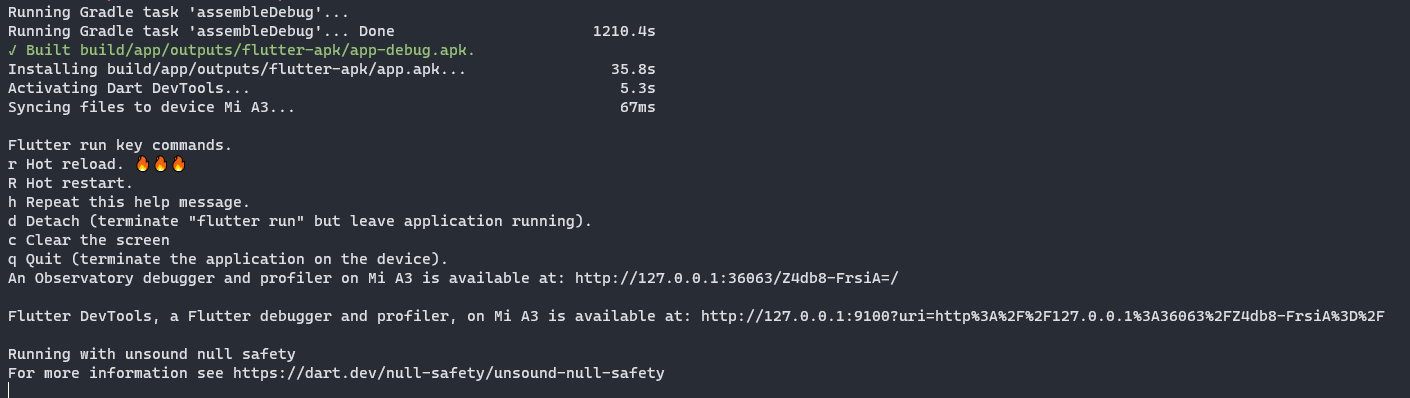 Running Gradle task 'assembleDebug'...
Running Gradle task 'assembleDebug'... Done 1210.4s
✓ Built build/app/outputs/flutter-apk/app-debug.apk.
Installing build/app/outputs/flutter-apk/app.apk... 35.8s
Activating Dart DevTools... 5.3s
Syncing files to device Mi A3... 67ms
Flutter run key commands.
r Hot reload. 🔥🔥🔥
R Hot restart.
h Repeat this help message.
d Detach (terminate "flutter run" but leave application running).
c Clear the screen
q Quit (terminate the application on the device).
An Observatory debugger and profiler on Mi A3 is available at: http://127.0.0.1:36063/Z4db8-FrsiA=/
Flutter DevTools, a Flutter debugger and profiler, on Mi A3 is available at: http://127.0.0.1:9100?uri=http%3A%2F%2F127.0.0.1%3A36063%2FZ4db8-FrsiA%3D%2F
Running with unsound null safety
For more information see https://dart.dev/null-safety/unsound-null-safety